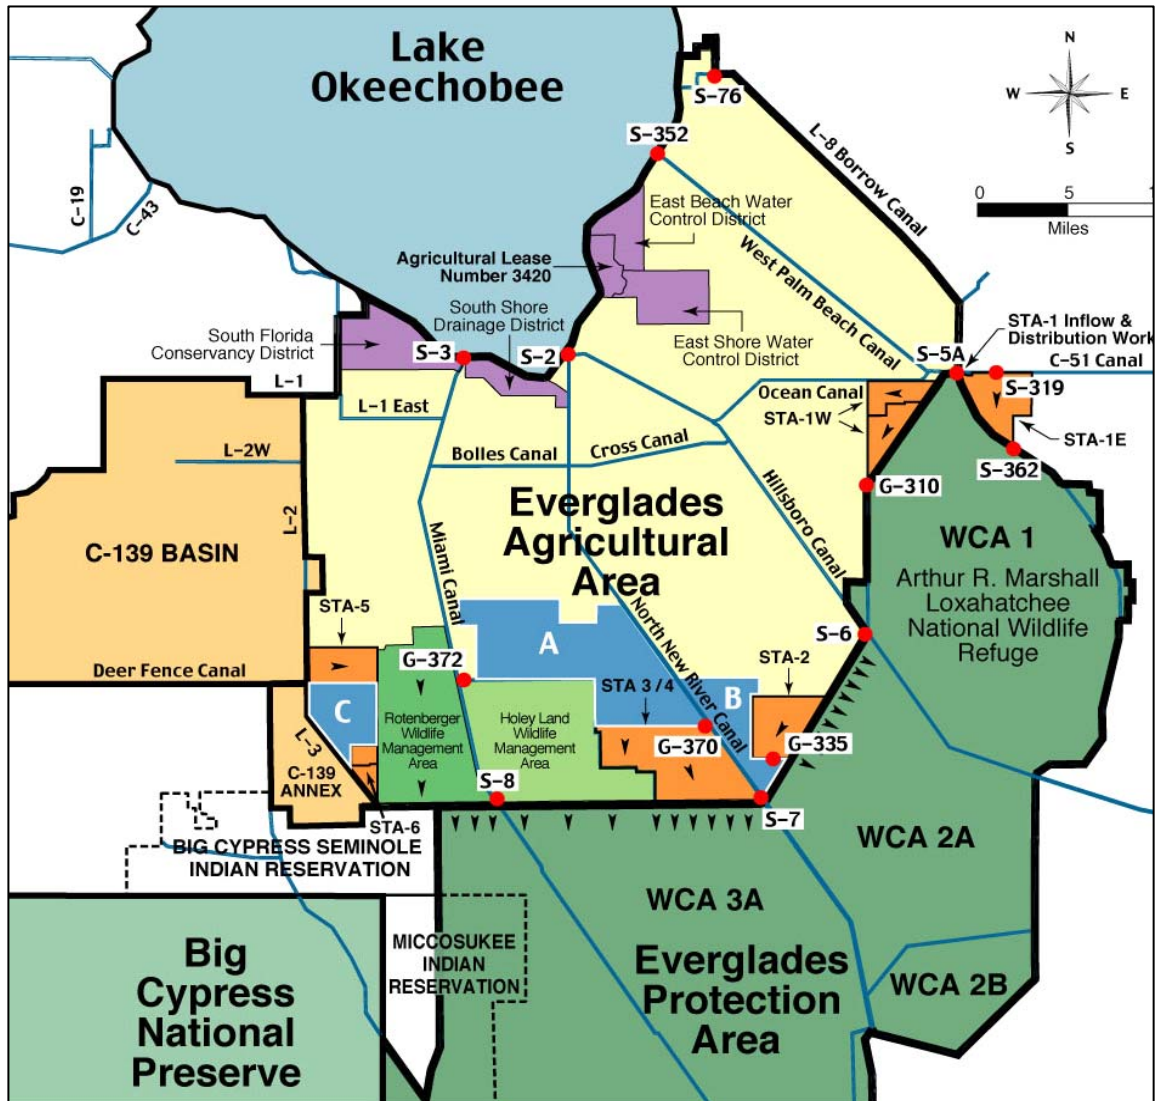 Lake
Okeechobee
N
W
E
S
S-76
S-352
L-8 Borrow Canal
0
5
1
Miles
C-19
C-43
East Beach Water
Control District
Agricultural Lease
Number 3420
West Palm Beach Canal
South Shore
Drainage District
South Florida
Conservancy District
S-3
S-2
East Shore Water
Control District
STA-1 Inflow &
Distribution Work
S-5A
C-51 Canal
L-1
S-319
Ocean Canal
STA-1W
L-1 East
STA-1E
L-2W
Bolles Canal
Cross Canal
S-362
Hillsboro Canal
G-310
L-2
Everglades
Agricultural
Area
Miami Canal
C-139 BASIN
WCA 1
Arthur R. Marshall
Loxahatchee
National Wildlife
Refuge
STA-5
North New River Canal
S-6
A
G-372
STA-2
Deer Fence Canal
STA 3 / 4
B
C
Rotenberger
Wildlife
Management
Area
Holey Land
Wildlife
Management
Area
G-370
G-335
L-3
C-139
ANNEX
S-8
S-7
STA-6
BIG CYPRESS SEMINOLE
INDIAN RESERVATION
WCA 2A
WCA 3A
MICCOSUKEE
INDIAN
RESERVATION
Big
Cypress
National
Preserve
Everglades
Protection
Area
WCA 2B